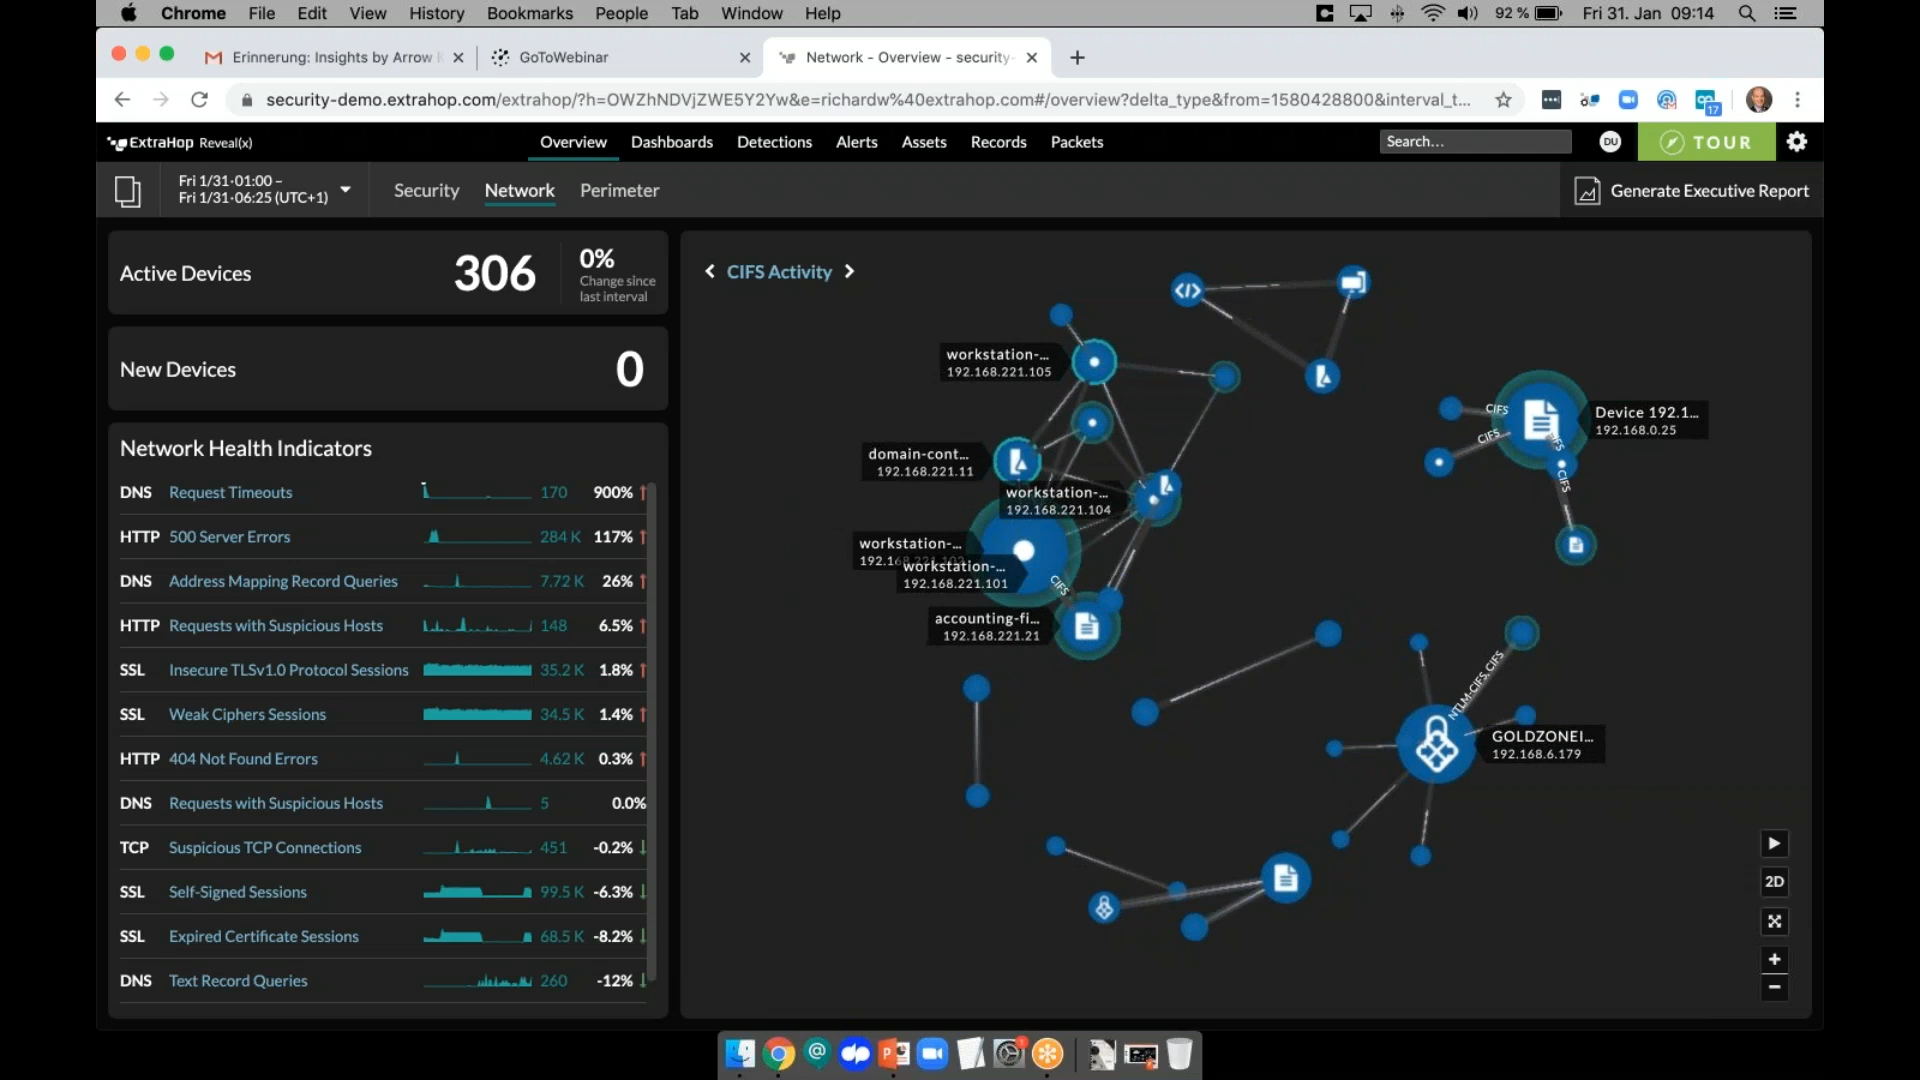 Chrome File Edit View History Bookmarks People Tab Window Help 92 % Fri 31. Jan 09:14
Erinnerung: Insights by Arrow
GoToWebinar
Network - Overview - security-
security-demo.extrahop.com/extrahop/?h=OWZhNDVjZWE5Y2Yw&e=richardw%40extrahop.com#/overview?delta_type&from=1580428800&interval_t...
17
ExtraHop Reveal(x)
Overview Dashboards Detections Alerts Assets Records Packets
Search...
DU
TOUR
Fri 1/31•01:00 –
Fri 1/31•06:25 (UTC+1)
Security Network Perimeter
Generate Executive Report
Active Devices 306
0%
Change since
last interval
New Devices 0
Network Health Indicators
DNS Request Timeouts 170 900%
HTTP 500 Server Errors 284 K 117%
DNS Address Mapping Record Queries 7.72 K 26%
HTTP Requests with Suspicious Hosts 148 6.5%
SSL Insecure TLSv1.0 Protocol Sessions 35.2 K 1.8%
SSL Weak Ciphers Sessions 34.5 K 1.4%
HTTP 404 Not Found Errors 4.62 K 0.3%
DNS Requests with Suspicious Hosts 5 0.0%
TCP Suspicious TCP Connections 451 -0.2%
SSL Self-Signed Sessions 99.5 K -6.3%
SSL Expired Certificate Sessions 68.5 K -8.2%
DNS Text Record Queries 260 -12%
CIFS Activity
workstation-...
192.168.221.105
domain-cont...
192.168.221.11
workstation-...
192.168.221.104
workstation-...
workstation-...
192.168.221.101
CIFS
accounting-fi...
192.168.221.21
CIFS
CIFS
CIFS
Device 192.1...
192.168.0.25
NTLM-CIFS, CIFS
GOLDZONEI...
192.168.6.179
2D
+
−